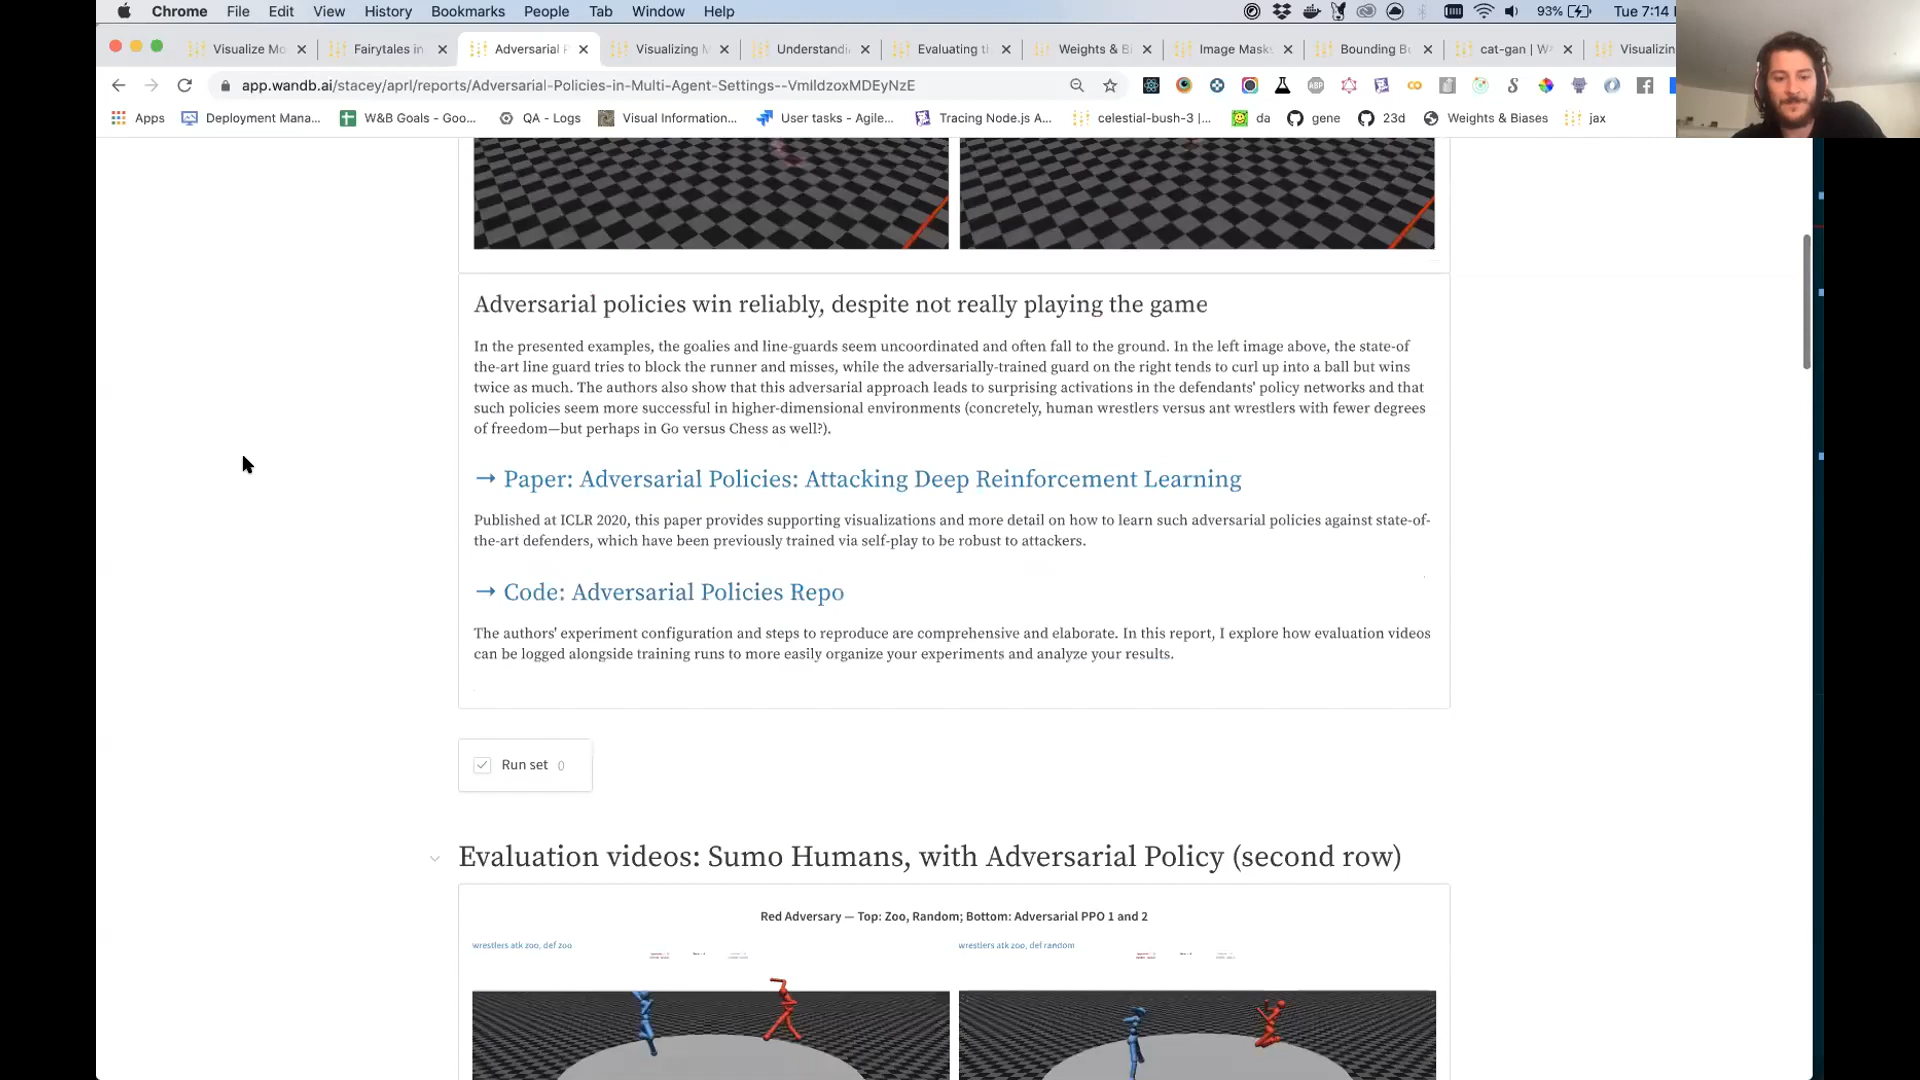 Chrome File Edit View History Bookmarks People Tab Window Help 93% Tue 7:14
Visualize Mo Fairytales in Adversarial P Visualizing M Understandi Evaluating th Weights & Bi Image Mask Bounding Bo cat-gan | W Visualizin
app.wandb.ai/stacey/aprl/reports/Adversarial-Policies-in-Multi-Agent-Settings--VmildzoxMDEyNzE
Apps Deployment Mana... W&B Goals - Goo... QA - Logs Visual Information... User tasks - Agile... Tracing Node.js A... celestial-bush-3 |... da gene 23d Weights & Biases jax
Adversarial policies win reliably, despite not really playing the game
In the presented examples, the goalies and line-guards seem uncoordinated and often fall to the ground. In the left image above, the state-of
the-art line guard tries to block the runner and misses, while the adversarially-trained guard on the right tends to curl up into a ball but wins
twice as much. The authors also show that this adversarial approach leads to surprising activations in the defendants' policy networks and that
such policies seem more successful in higher-dimensional environments (concretely, human wrestlers versus ant wrestlers with fewer degrees
of freedom—but perhaps in Go versus Chess as well?).
→ Paper: Adversarial Policies: Attacking Deep Reinforcement Learning
Published at ICLR 2020, this paper provides supporting visualizations and more detail on how to learn such adversarial policies against state-of-
the-art defenders, which have been previously trained via self-play to be robust to attackers.
→ Code: Adversarial Policies Repo
The authors' experiment configuration and steps to reproduce are comprehensive and elaborate. In this report, I explore how evaluation videos
can be logged alongside training runs to more easily organize your experiments and analyze your results.
Run set 0
Evaluation videos: Sumo Humans, with Adversarial Policy (second row)
Red Adversary — Top: Zoo, Random; Bottom: Adversarial PPO 1 and 2
wrestlers atk zoo, def zoo
wrestlers atk zoo, def random